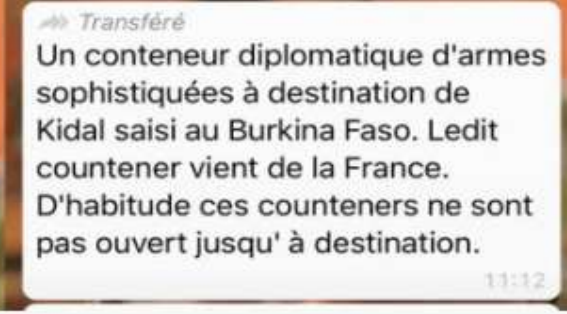 Transféré
Un conteneur diplomatique d'armes
sophistiquées à destination de
Kidal saisi au Burkina Faso. Ledit
countener vient de la France.
D'habitude ces counteners ne sont
pas ouvert jusqu' à destination.
11:12